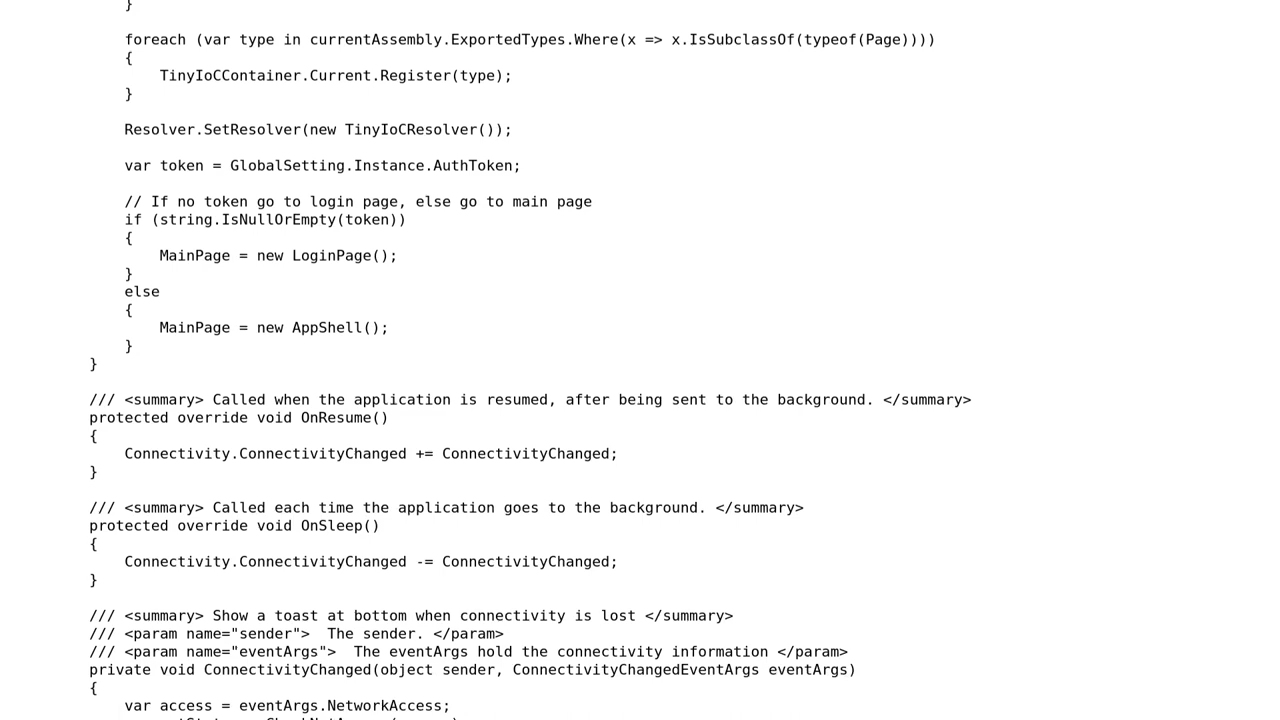 }
foreach (var type in currentAssembly.ExportedTypes.Where(x => x.IsSubclassOf(typeof(Page))))
{
TinyIoCContainer.Current.Register(type);
}
Resolver.SetResolver(new TinyIoCResolver());
var token = GlobalSetting.Instance.AuthToken;
// If no token go to login page, else go to main page
if (string.IsNullOrEmpty(token))
{
MainPage = new LoginPage();
}
else
{
MainPage = new AppShell();
}
}
/// <summary> Called when the application is resumed, after being sent to the background. </summary>
protected override void OnResume()
{
Connectivity.ConnectivityChanged += ConnectivityChanged;
}
/// <summary> Called each time the application goes to the background. </summary>
protected override void OnSleep()
{
Connectivity.ConnectivityChanged -= ConnectivityChanged;
}
/// <summary> Show a toast at bottom when connectivity is lost </summary>
/// <param name="sender">  The sender. </param>
/// <param name="eventArgs">  The eventArgs hold the connectivity information </param>
private void ConnectivityChanged(object sender, ConnectivityChangedEventArgs eventArgs)
{
var access = eventArgs.NetworkAccess;